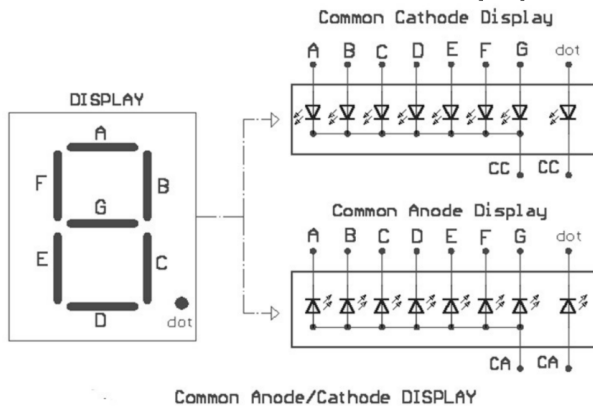 Common Cathode Display
A B C D E F G dot
CC CC
DISPLAY
A
F B
G
E C
D dot
Common Anode Display
A B C D E F G dot
CA CA
Common Anode/Cathode DISPLAY